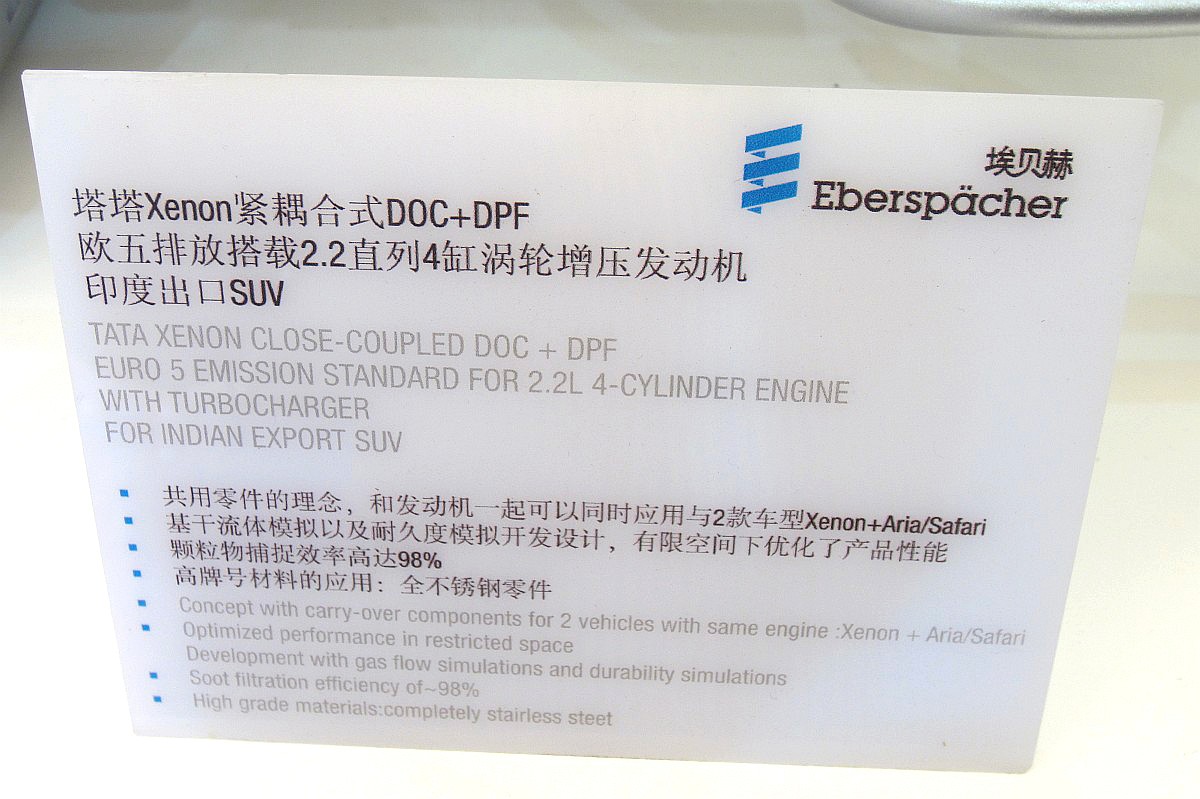 埃贝赫
Eberspächer
塔塔Xenon紧耦合式DOC+DPF
欧五排放搭载2.2直列4缸涡轮增压发动机
印度出口SUV
TATA XENON CLOSE-COUPLED DOC + DPF
EURO 5 EMISSION STANDARD FOR 2.2L 4-CYLINDER ENGINE
WITH TURBOCHARGER
FOR INDIAN EXPORT SUV
▪ 共用零件的理念，和发动机一起可以同时应用与2款车型Xenon+Aria/Safari
▪ 基于流体模拟以及耐久度模拟开发设计，有限空间下优化了产品性能
▪ 颗粒物捕捉效率高达98%
▪ 高牌号材料的应用：全不锈钢零件
▪ Concept with carry-over components for 2 vehicles with same engine :Xenon + Aria/Safari
▪ Optimized performance in restricted space
Development with gas flow simulations and durability simulations
▪ Soot filtration efficiency of~98%
▪ High grade materials:completely stairless steet